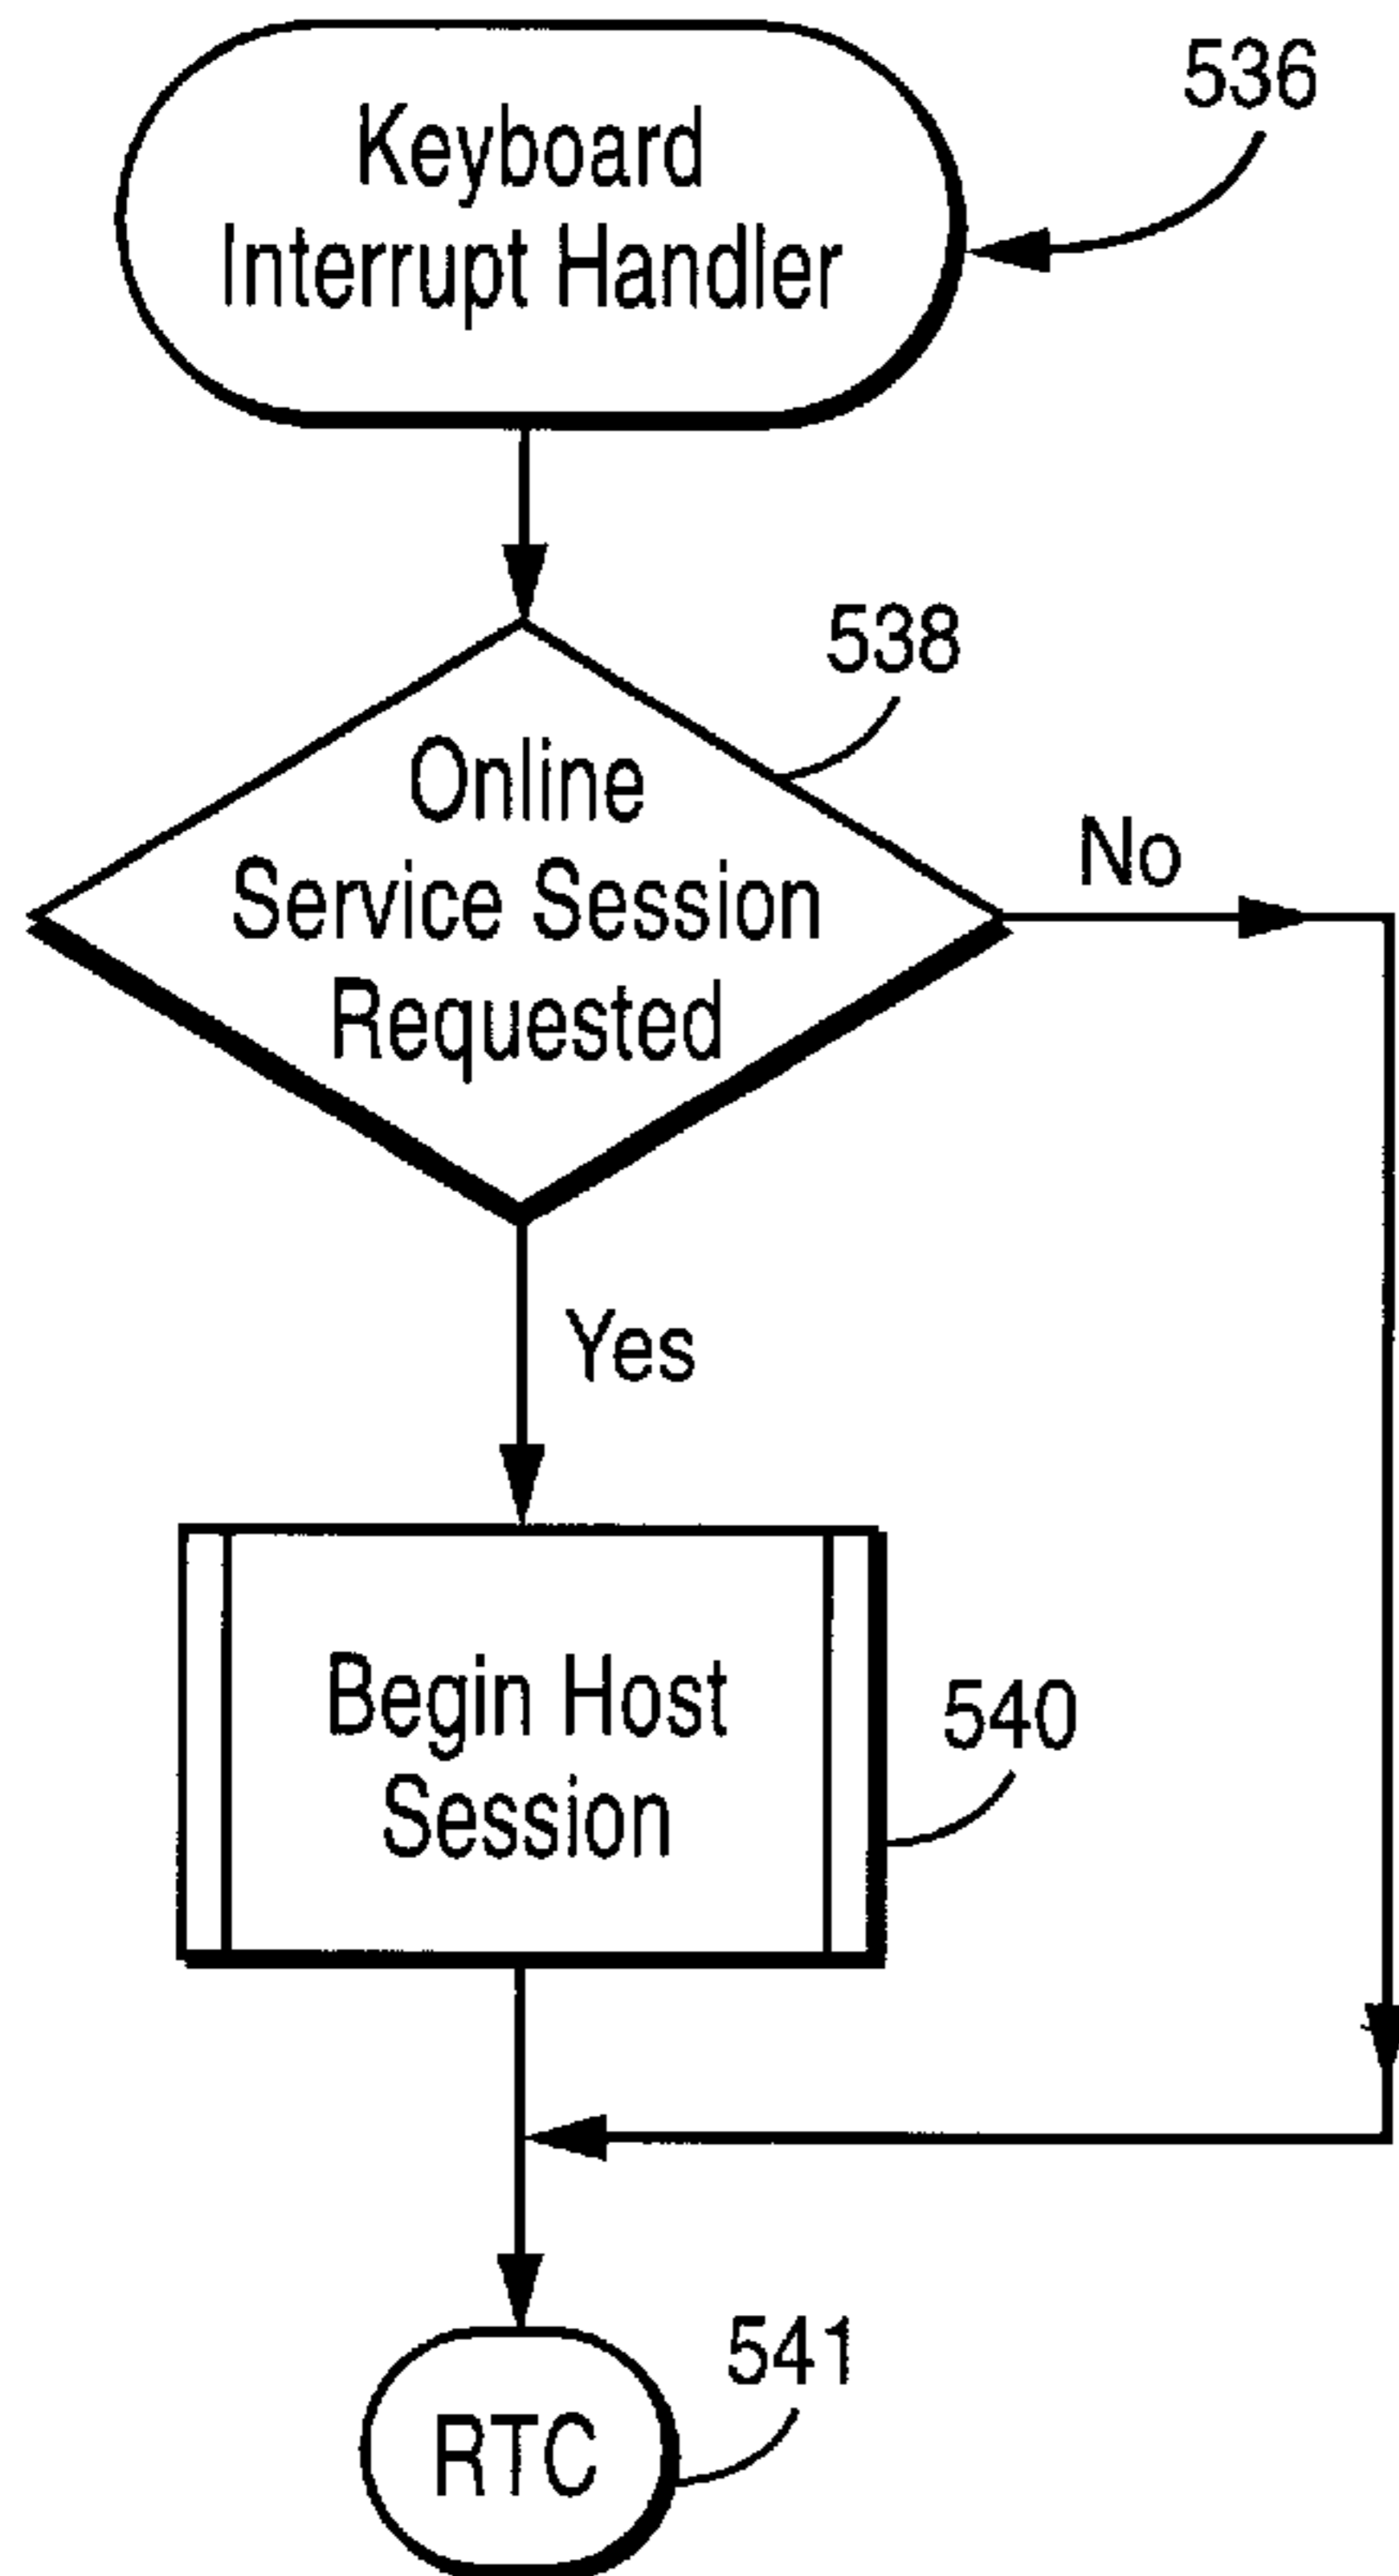 Keyboard
Interrupt Handler
536
538
Online
Service Session
Requested
No
Yes
Begin Host
Session
540
541
RTC